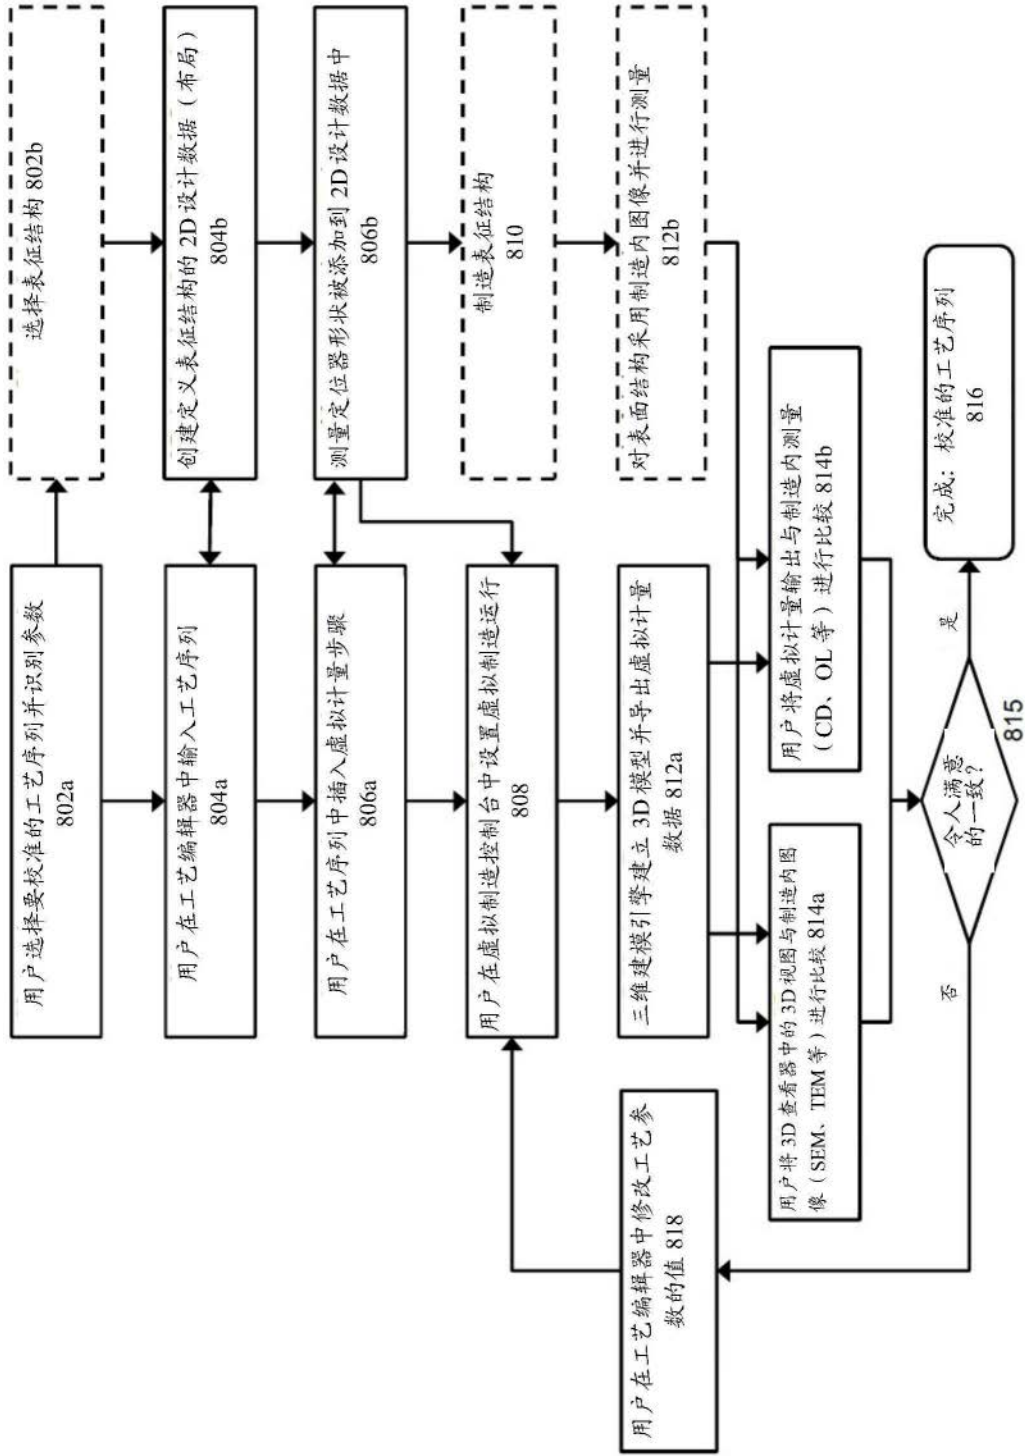 用户选择要校准的工艺序列并识别参数
802a
选择表征结构 802b
用户在工艺编辑器中输入工艺序列
804a
创建定义表征结构的 2D 设计数据（布局）
804b
用户在工艺序列中插入虚拟计量步骤
806a
测量定位器形状被添加到 2D 设计数据中
806b
用户在虚拟制造控制台中设置虚拟制造运行
808
制造表征结构
810
三维建模引擎建立 3D 模型并导出虚拟计量
数据 812a
对表面结构采用制造内图像并进行测量
812b
用户在工艺编辑器中修改工艺参
数的值 818
用户将 3D 查看器中的 3D 视图与制造内图
像（SEM、TEM 等）进行比较 814a
用户将虚拟计量输出与制造内测量
（CD、OL 等）进行比较 814b
否
令人满意
的一致？
815
是
完成：校准的工艺序列
816